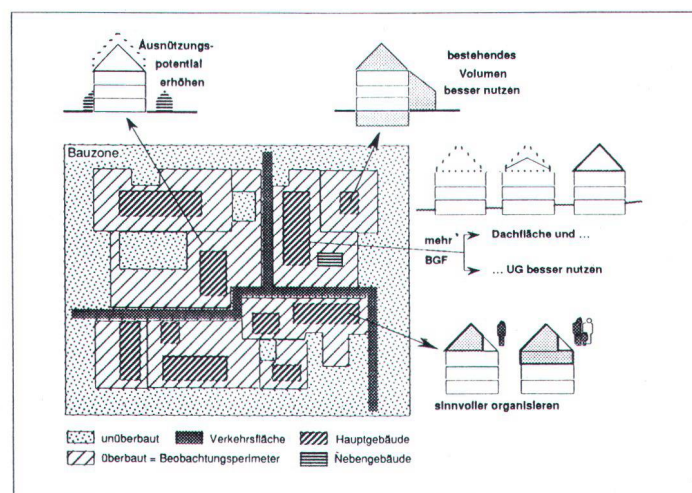 Ausnützungs-
potential
erhöhen
bestehendes
Volumen
besser nutzen
Bauzone
mehr *
BGF
Dachfläche und ...
... UG besser nutzen
sinnvoller organisieren
unüberbaut
Verkehrsfläche
Hauptgebäude
überbaut = Beobachtungsperimeter
Nebengebäude